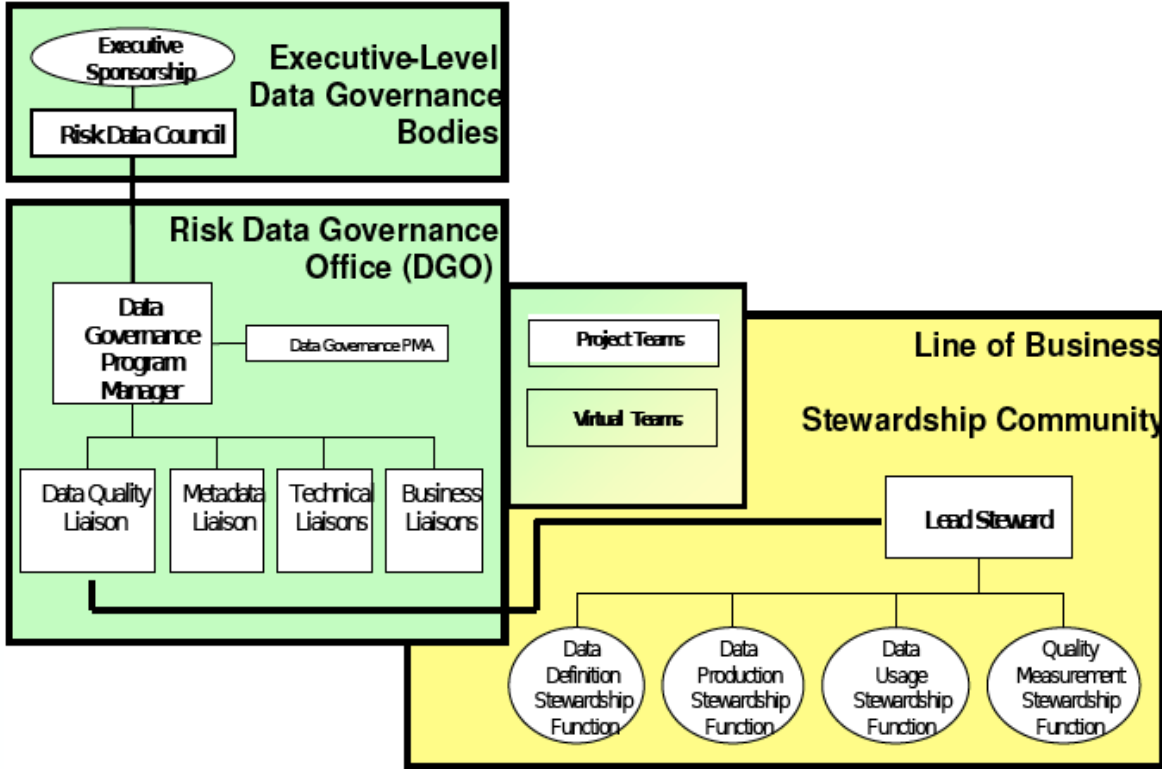 Executive
Sponsorship
Risk Data Council
Executive-Level
Data Governance
Bodies
Risk Data Governance
Office (DGO)
Data
Governance
Program
Manager
Data Governance PMA
Data Quality
Liaison
Metadata
Liaison
Technical
Liaisons
Business
Liaisons
Project Teams
Virtual Teams
Line of Business
Stewardship Community
Lead Steward
Data
Definition
Stewardship
Function
Data
Production
Stewardship
Function
Data
Usage
Stewardship
Function
Quality
Measurement
Stewardship
Function